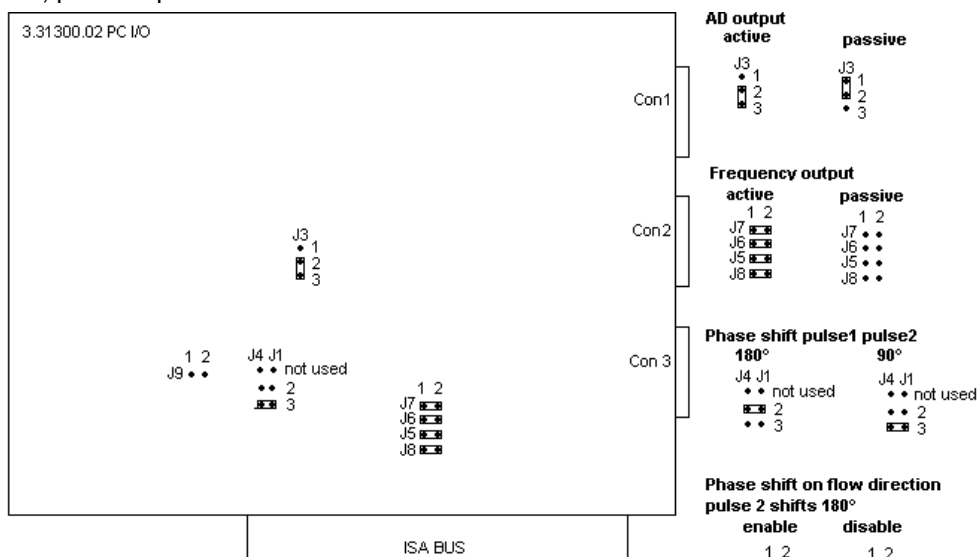 3.31300.02 PC I/O
Con1
Con2
Con 3
J3
1
2
3
1 2
J9
J4 J1
not used
2
3
1 2
J7
J6
J5
J8
ISA BUS
AD output
active passive
J3
1
2
3
J3
1
2
3
Frequency output
active passive
1 2
J7
J6
J5
J8
1 2
J7
J6
J5
J8
Phase shift pulse1 pulse2
180° 90°
J4 J1
not used
2
3
J4 J1
not used
2
3
Phase shift on flow direction
pulse 2 shifts 180°
enable disable
1 2 1 2